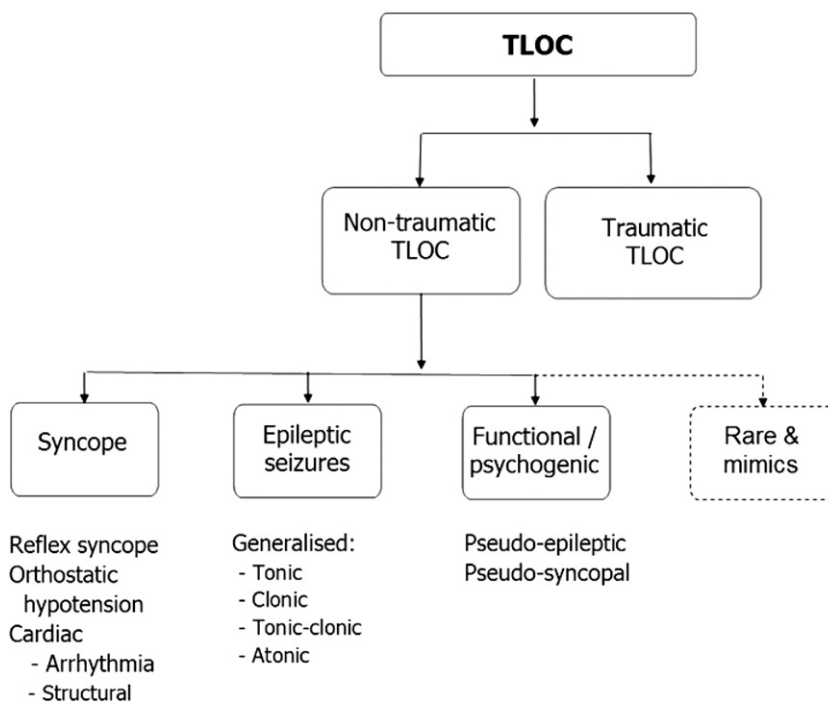 TLOC
Non-traumatic
TLOC
Traumatic
TLOC
Syncope
Epileptic
seizures
Functional /
psychogenic
Rare &
mimics
Reflex syncope
Orthostatic
hypotension
Cardiac
- Arrhythmia
- Structural
Generalised:
- Tonic
- Clonic
- Tonic-clonic
- Atonic
Pseudo-epileptic
Pseudo-syncopal